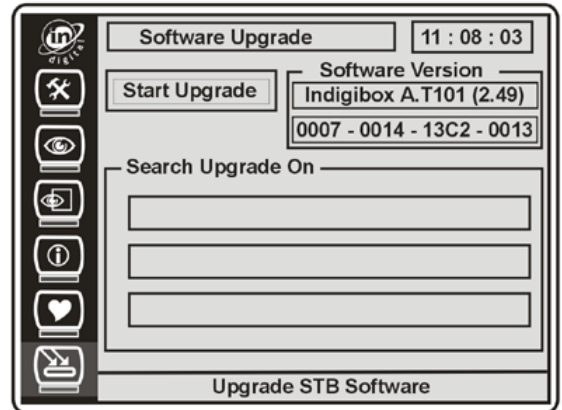 in
digital
Software Upgrade
11 : 08 : 03
Start Upgrade
Software Version
Indigibox A.T101 (2.49)
0007 - 0014 - 13C2 - 0013
Search Upgrade On
Upgrade STB Software